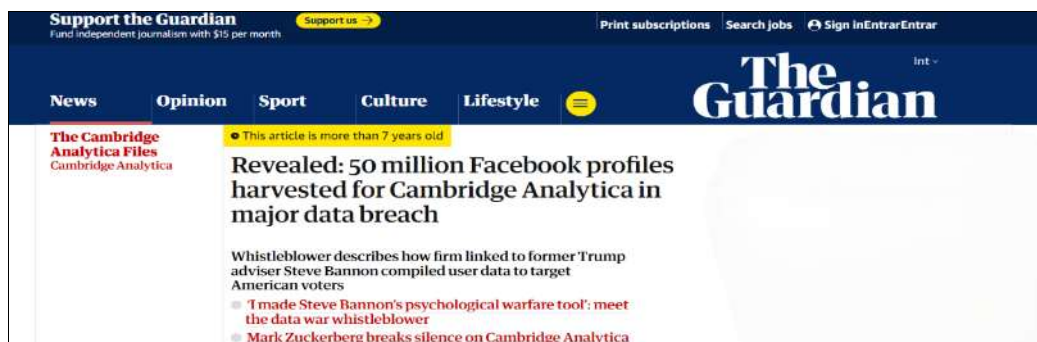 Support the Guardian
Fund independent journalism with $15 per month
Support us →
Print subscriptions
Search jobs
Sign inEntrarEntrar
The Guardian
Int
News
Opinion
Sport
Culture
Lifestyle
The Cambridge
Analytica Files
Cambridge Analytica
This article is more than 7 years old
Revealed: 50 million Facebook profiles
harvested for Cambridge Analytica in
major data breach
Whistleblower describes how firm linked to former Trump
adviser Steve Bannon compiled user data to target
American voters
'I made Steve Bannon's psychological warfare tool': meet
the data war whistleblower
Mark Zuckerberg breaks silence on Cambridge Analytica